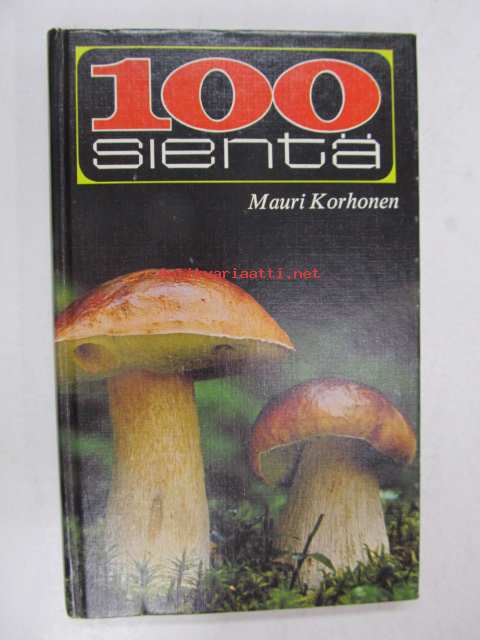 100
sientä
Mauri Korhonen
antikvariaatti.net